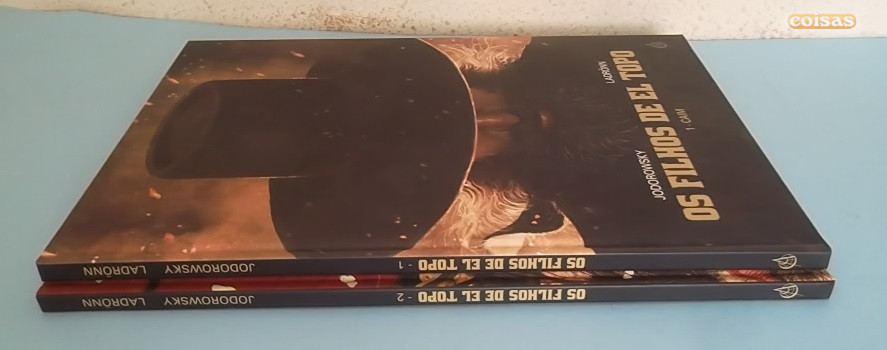 coisas
JODOROWSKY
LADRÖNN
OS FILHOS DE EL TOPO
1 - CAIM
OS FILHOS DE EL TOPO - 1 JODOROWSKY LADRÖNN
OS FILHOS DE EL TOPO - 2 JODOROWSKY LADRÖNN